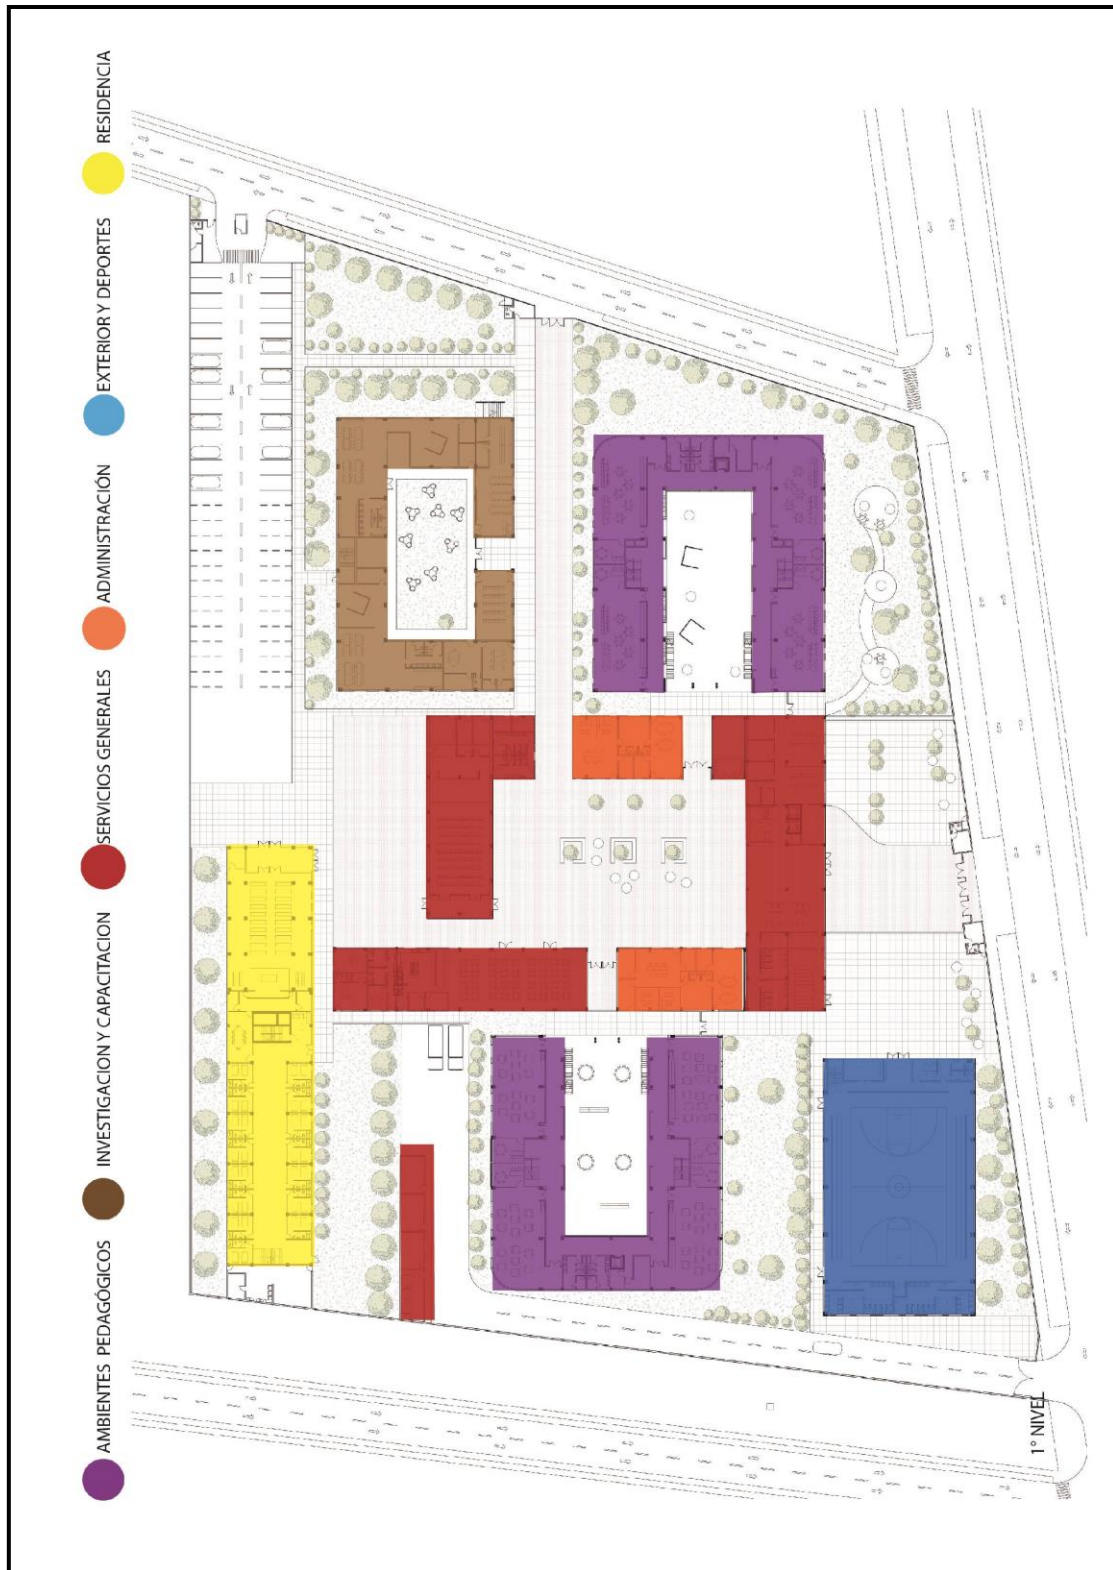 AMBIENTES PEDAGÓGICOS
INVESTIGACION Y CAPACITACION
SERVICIOS GENERALES
ADMINISTRACIÓN
EXTERIOR Y DEPORTES
RESIDENCIA
1° NIVEL